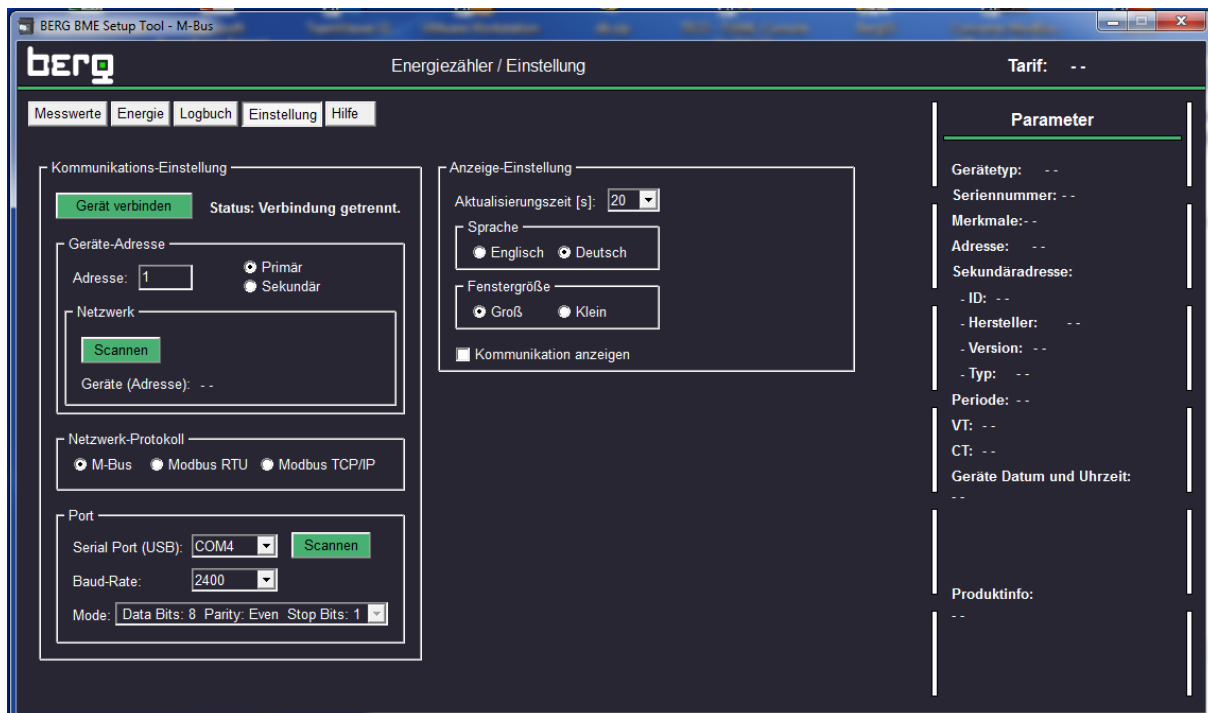 BERG BME Setup Tool - M-Bus
berg
Energiezähler / Einstellung
Tarif: - -
Messwerte Energie Logbuch Einstellung Hilfe
Kommunikations-Einstellung
Gerät verbinden Status: Verbindung getrennt.
Geräte-Adresse
Adresse: 1
Primär
Sekundär
Netzwerk
Scannen
Geräte (Adresse): - -
Netzwerk-Protokoll
M-Bus Modbus RTU Modbus TCP/IP
Port
Serial Port (USB): COM4 Scannen
Baud-Rate: 2400
Mode: Data Bits: 8 Parity: Even Stop Bits: 1
Anzeige-Einstellung
Aktualisierungszeit [s]: 20
Sprache
Englisch Deutsch
Fenstergröße
Groß Klein
Kommunikation anzeigen
Parameter
Gerätetyp: - -
Seriennummer: - -
Merkmale:- -
Adresse: - -
Sekundäradresse:
- ID: - -
- Hersteller: - -
- Version: - -
- Typ: - -
Periode: - -
VT: - -
CT: - -
Geräte Datum und Uhrzeit:
- -
Produktinfo:
- -